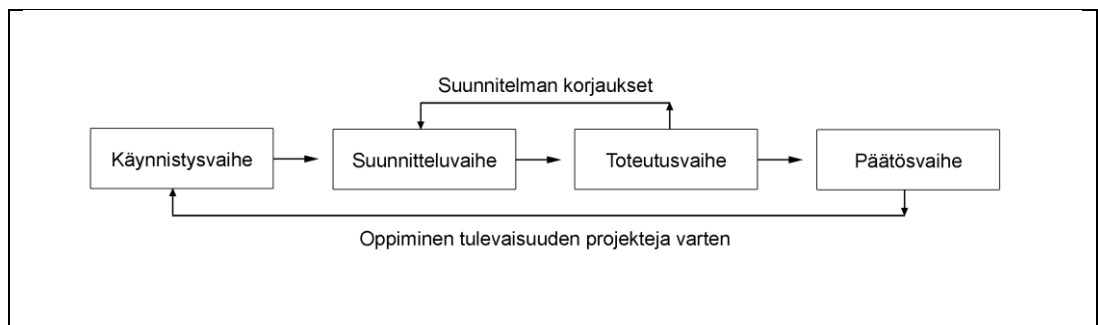 Suunnitelman korjaukset
Käynnistysvaihe
Suunnitteluvaihe
Toteutusvaihe
Päätösvaihe
Oppiminen tulevaisuuden projekteja varten